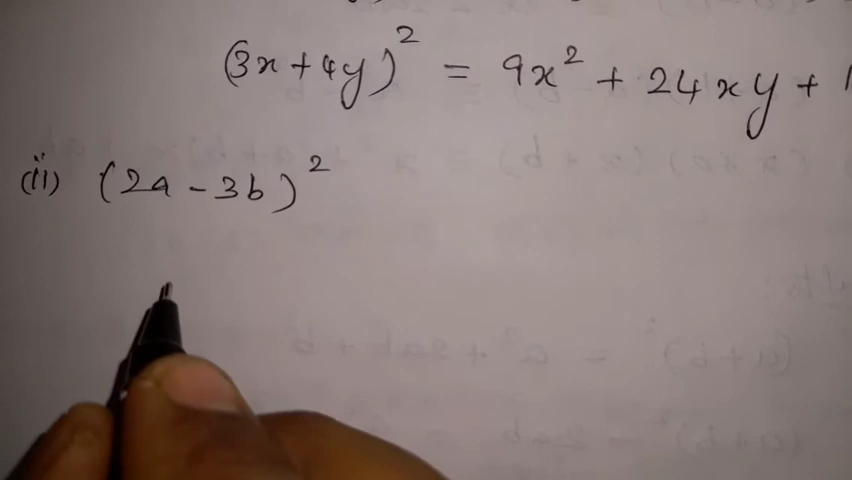 (3x + 4y)² = 9x² + 24xy +
(ii) (2a - 3b)²